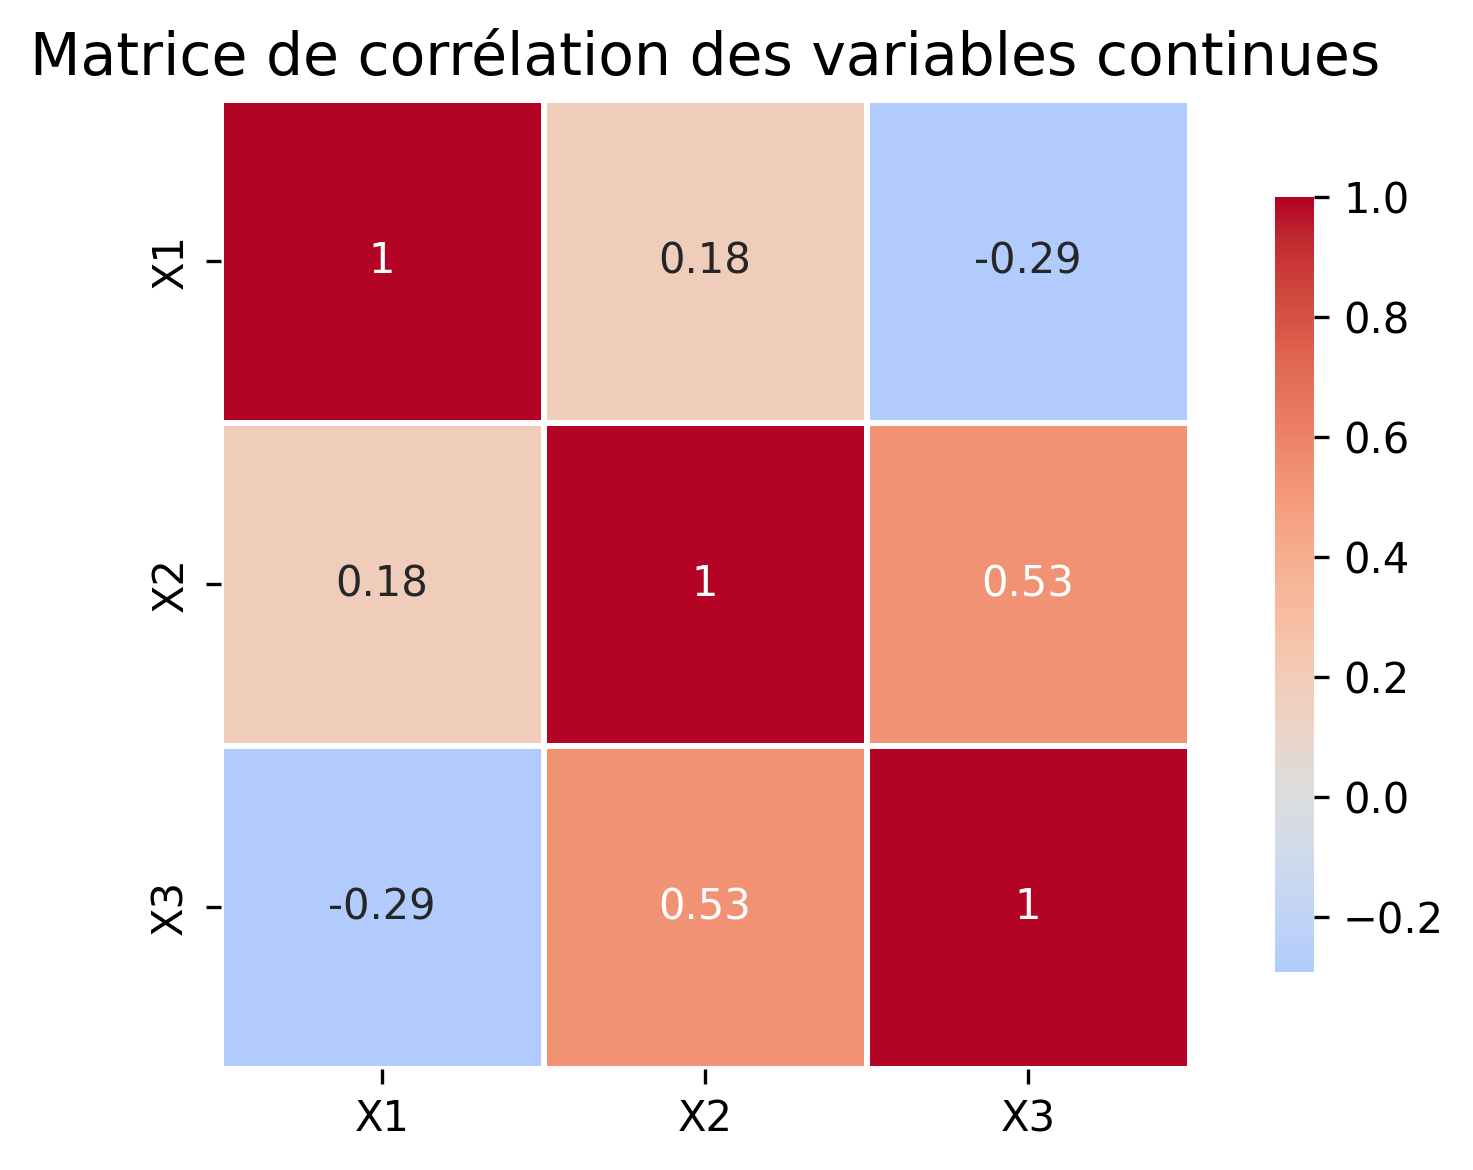 Matrice de corrélation des variables continues
X1 1 0.18 -0.29
X2 0.18 1 0.53
X3 -0.29 0.53 1
X1 X2 X3
1.0
0.8
0.6
0.4
0.2
0.0
−0.2